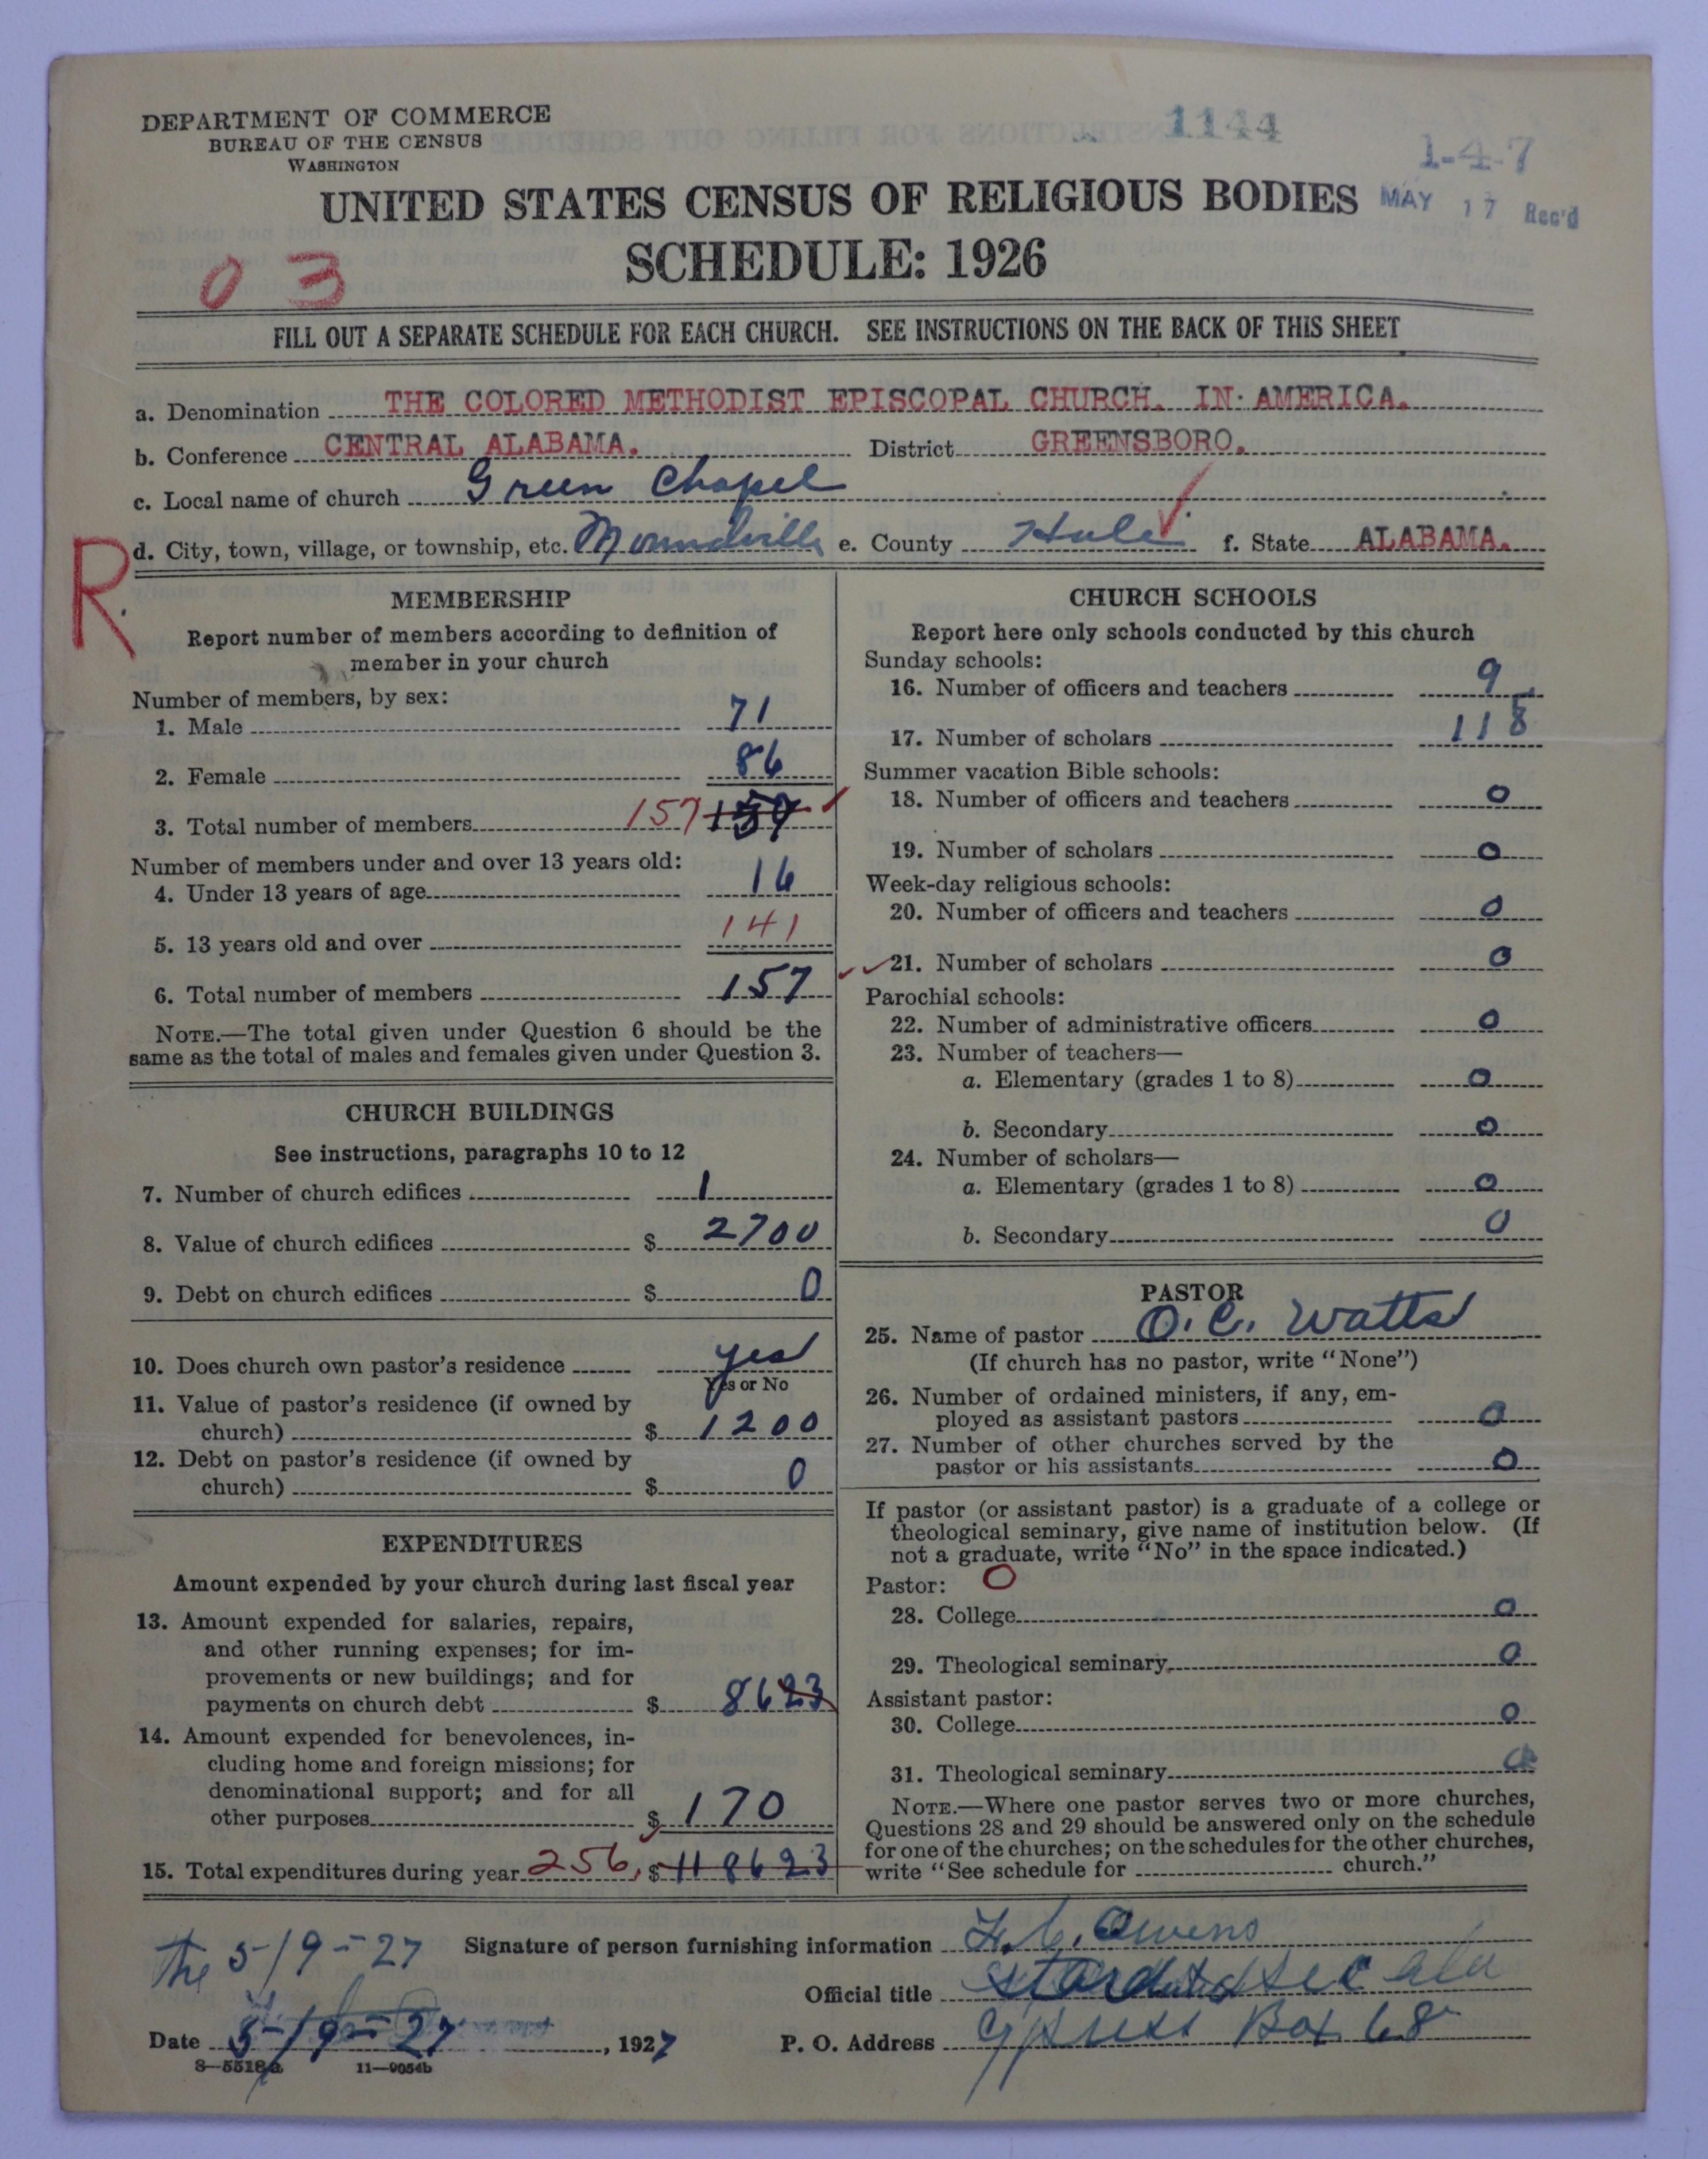 DEPARTMENT OF COMMERCE
BUREAU OF THE CENSUS
WASHINGTON
1144
1-4-7
UNITED STATES CENSUS OF RELIGIOUS BODIES
MAY 17 Rec'd
SCHEDULE: 1926
03
FILL OUT A SEPARATE SCHEDULE FOR EACH CHURCH. SEE INSTRUCTIONS ON THE BACK OF THIS SHEET
a. Denomination THE COLORED METHODIST EPISCOPAL CHURCH. IN AMERICA.
b. Conference CENTRAL ALABAMA. District GREENSBORO.
c. Local name of church Green Chapel
R d. City, town, village, or township, etc. Moundville e. County Hale f. State ALABAMA.
MEMBERSHIP
Report number of members according to definition of
member in your church
Number of members, by sex:
1. Male 71
2. Female 86
3. Total number of members 157
Number of members under and over 13 years old:
4. Under 13 years of age 16
5. 13 years old and over 141
6. Total number of members 157
NOTE.—The total given under Question 6 should be the
same as the total of males and females given under Question 3.
CHURCH BUILDINGS
See instructions, paragraphs 10 to 12
7. Number of church edifices 1
8. Value of church edifices $ 2700
9. Debt on church edifices $ 0
10. Does church own pastor's residence yes
Yes or No
11. Value of pastor's residence (if owned by
church) $ 1200
12. Debt on pastor's residence (if owned by
church) $ 0
EXPENDITURES
Amount expended by your church during last fiscal year
13. Amount expended for salaries, repairs,
and other running expenses; for im-
provements or new buildings; and for
payments on church debt $ 8623
14. Amount expended for benevolences, in-
cluding home and foreign missions; for
denominational support; and for all
other purposes $ 170
15. Total expenditures during year 256, $ 118623
CHURCH SCHOOLS
Report here only schools conducted by this church
Sunday schools:
16. Number of officers and teachers 9
17. Number of scholars 118
Summer vacation Bible schools:
18. Number of officers and teachers 0
19. Number of scholars 0
Week-day religious schools:
20. Number of officers and teachers 0
21. Number of scholars 0
Parochial schools:
22. Number of administrative officers 0
23. Number of teachers—
a. Elementary (grades 1 to 8) 0
b. Secondary 0
24. Number of scholars—
a. Elementary (grades 1 to 8) 0
b. Secondary 0
PASTOR
25. Name of pastor O. C. Watts
(If church has no pastor, write "None")
26. Number of ordained ministers, if any, em-
ployed as assistant pastors 0
27. Number of other churches served by the
pastor or his assistants 0
If pastor (or assistant pastor) is a graduate of a college or
theological seminary, give name of institution below. (If
not a graduate, write "No" in the space indicated.)
Pastor: 0
28. College 0
29. Theological seminary 0
Assistant pastor:
30. College 0
31. Theological seminary
NOTE.—Where one pastor serves two or more churches,
Questions 28 and 29 should be answered only on the schedule
for one of the churches; on the schedules for the other churches,
write "See schedule for church."
the 5/9-27 Signature of person furnishing information Owens
Official title sec ala
Date 5-/9-27, 1927 P. O. Address Cypress Box 68
8-5518a 11-9054b